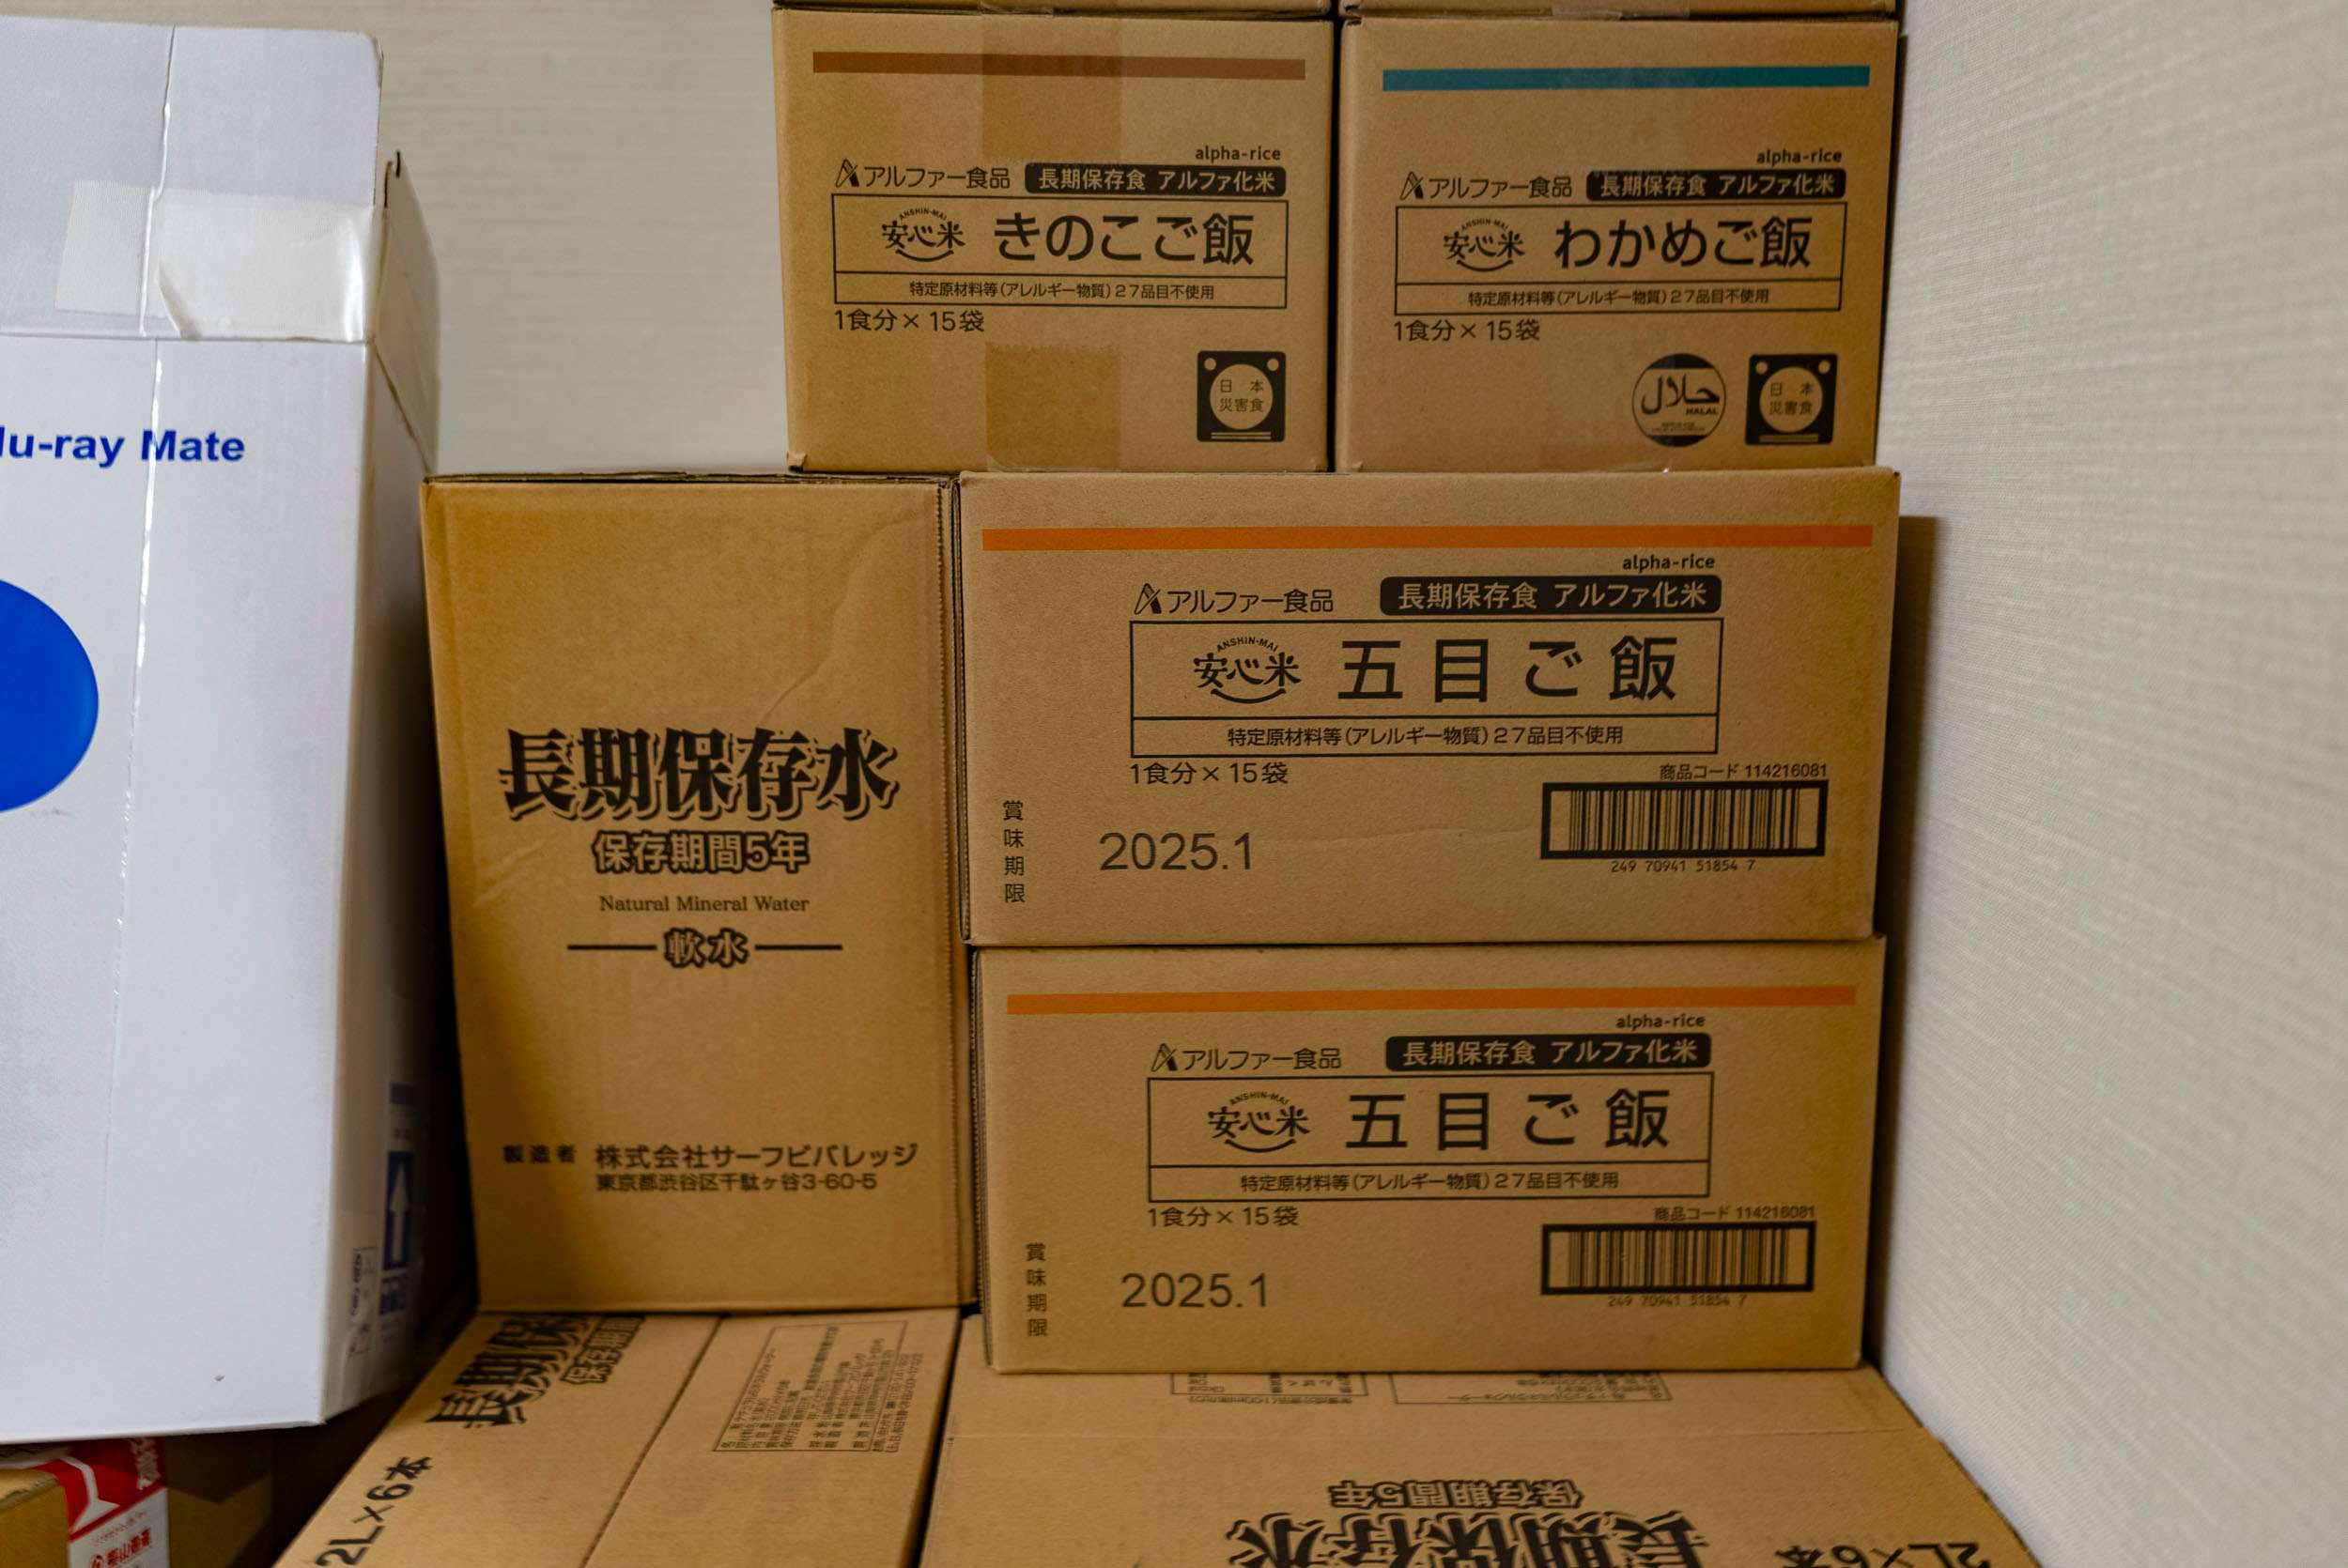 lu-ray Mate
alpha-rice
アルファー食品 長期保存食 アルファ化米
ANSHIN-MAI
安心米 きのこご飯
特定原材料等(アレルギー物質)27品目不使用
1食分×15袋
日本
災害食
alpha-rice
アルファー食品 長期保存食 アルファ化米
ANSHIN-MAI
安心米 わかめご飯
特定原材料等(アレルギー物質)27品目不使用
1食分×15袋
حلال
HALAL
日本
災害食
長期保存水
保存期間5年
Natural Mineral Water
軟水
製造者 株式会社サーフビバレッジ
東京都渋谷区千駄ヶ谷3-60-5
alpha-rice
アルファー食品 長期保存食 アルファ化米
ANSHIN-MAI
安心米 五目ご飯
特定原材料等(アレルギー物質)27品目不使用
1食分×15袋
商品コード 114216081
賞味期限 2025.1
249 70941 51854 7
alpha-rice
アルファー食品 長期保存食 アルファ化米
ANSHIN-MAI
安心米 五目ご飯
特定原材料等(アレルギー物質)27品目不使用
1食分×15袋
商品コード 114216081
賞味期限 2025.1
249 70941 51854 7
長期保
保存期間
2L×6本
保存期間5年
長期保存水
2L×6本